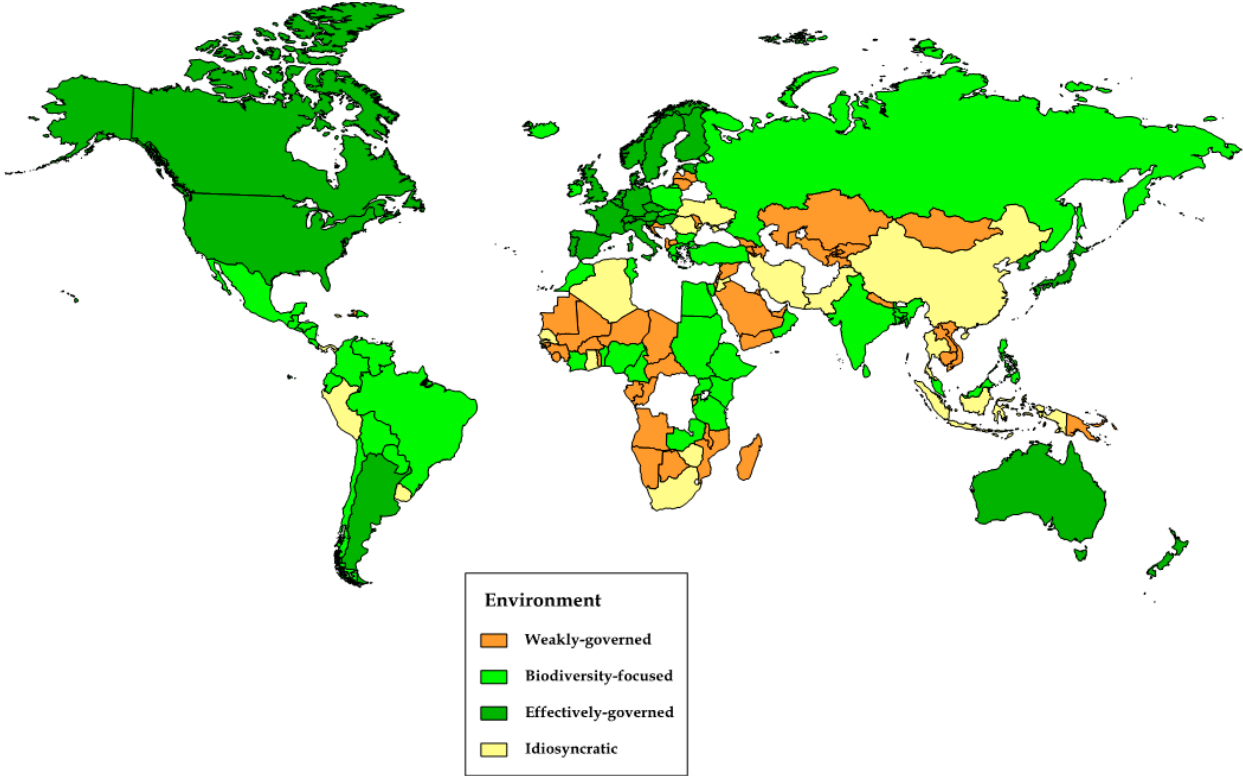 Environment
Weakly-governed
Biodiversity-focused
Effectively-governed
Idiosyncratic